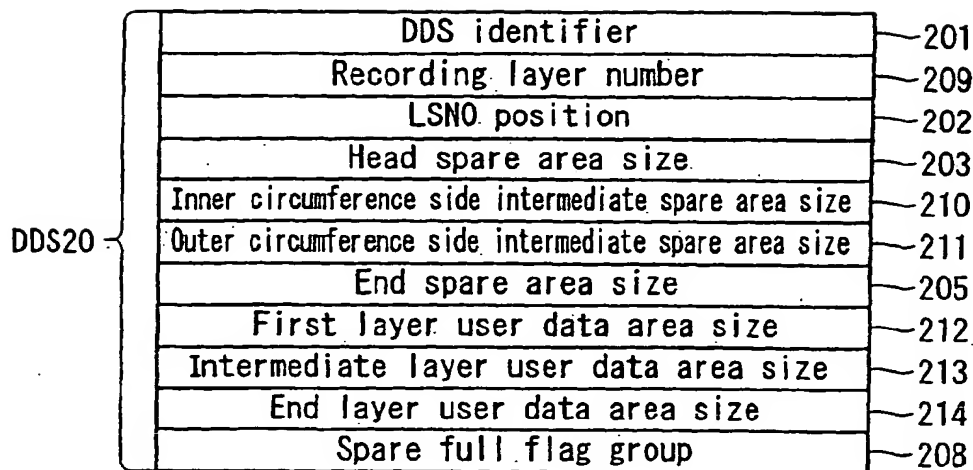 DDS identifier 201
Recording layer number 209
LSN0 position 202
Head spare area size 203
Inner circumference side intermediate spare area size 210
DDS20 Outer circumference side intermediate spare area size 211
End spare area size 205
First layer user data area size 212
Intermediate layer user data area size 213
End layer user data area size 214
Spare full flag group 208